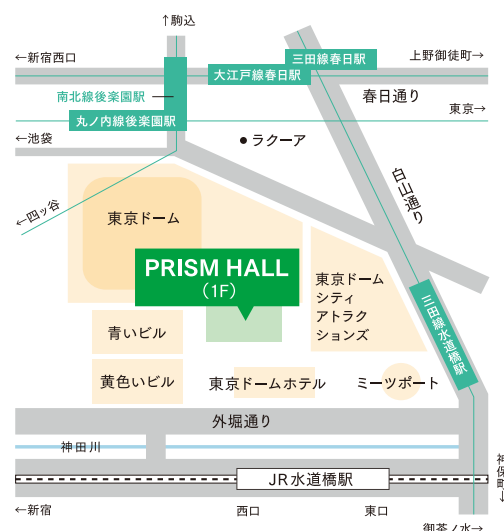 ↑駒込
←新宿西口
三田線春日駅
上野御徒町→
大江戸線春日駅
南北線後楽園駅
春日通り
丸ノ内線後楽園駅
東京→
←池袋
ラクーア
白山通り
←四ッ谷
東京ドーム
PRISM HALL
(1F)
東京ドーム
シティ
アトラク
ションズ
三田線水道橋駅
青いビル
黄色いビル
東京ドームホテル
ミーツポート
外堀通り
神田川
神保町→
JR水道橋駅
←新宿
西口
東口
御茶ノ水→